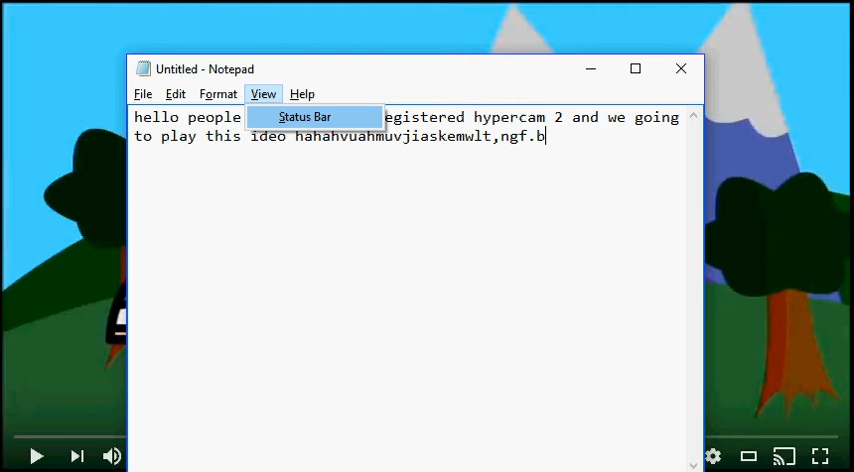 Untitled - Notepad
File Edit Format View Help
Status Bar
hello people egistered hypercam 2 and we going
to play this ideo hahahvuahmuvjiaskemwlt,ngf.b